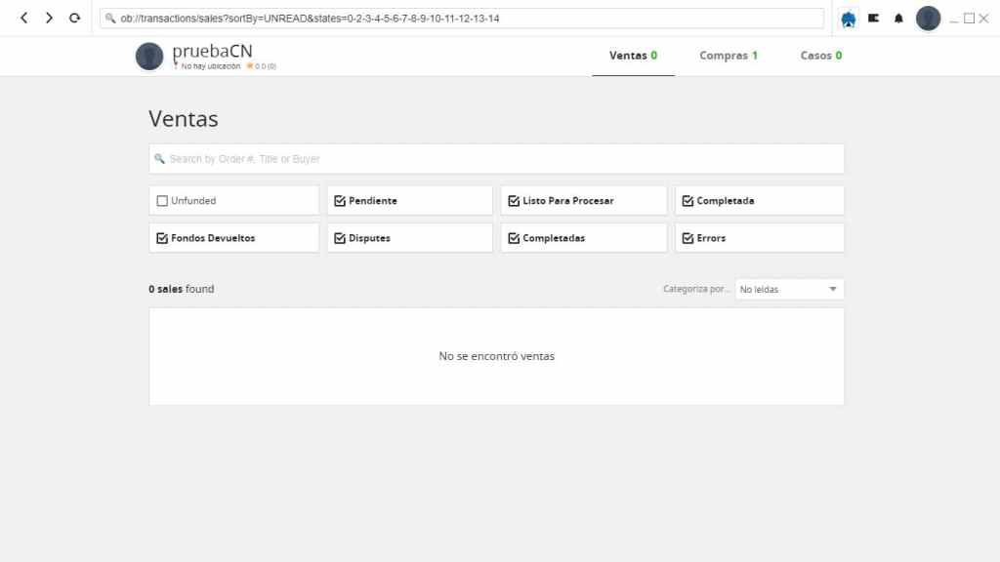 ob://transactions/sales?sortBy=UNREAD&states=0-2-3-4-5-6-7-8-9-10-11-12-13-14
pruebaCN
No hay ubicación 0.0 (0)
Ventas 0 Compras 1 Casos 0
Ventas
Search by Order #, Title or Buyer
Unfunded Pendiente Listo Para Procesar Completada
Fondos Devueltos Disputes Completadas Errors
0 sales found Categoriza por... No leídas
No se encontró ventas